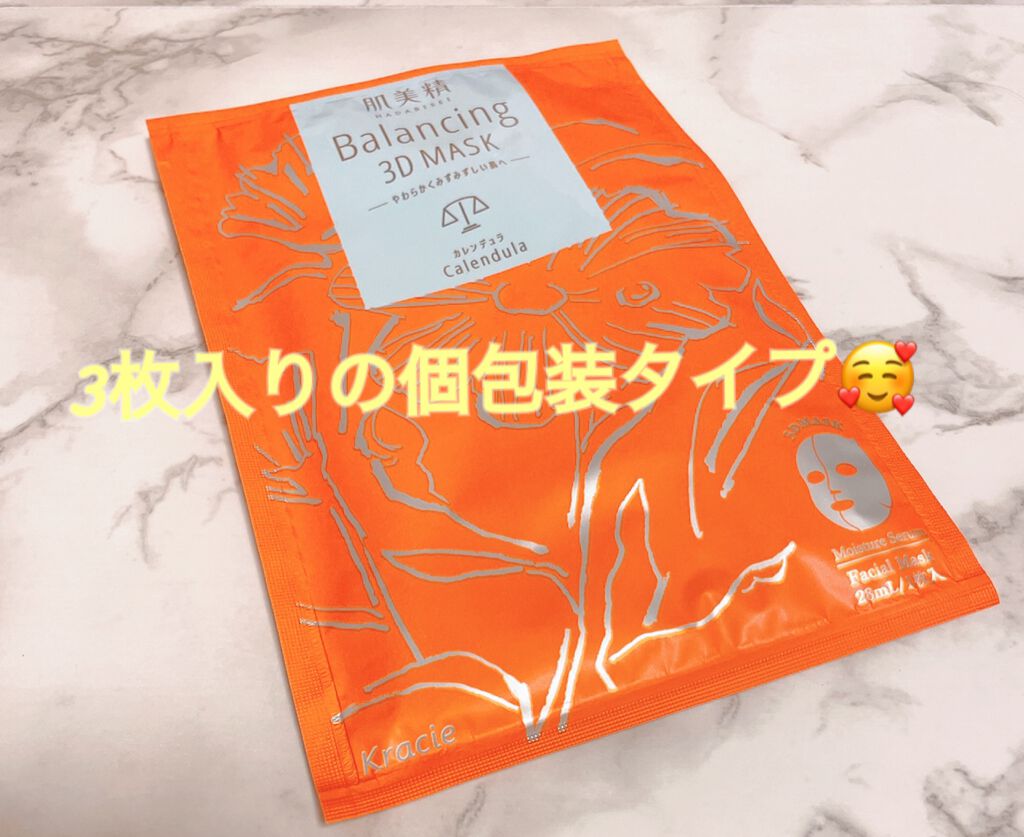 肌美精
HADABISEI
Balancing
3D MASK
やわらかくみずみずしい肌へ
カレンデュラ
Calendula
3枚入りの個包装タイプ🥰
3DMASK
Moisture Serum
Facial Mask
Kracie